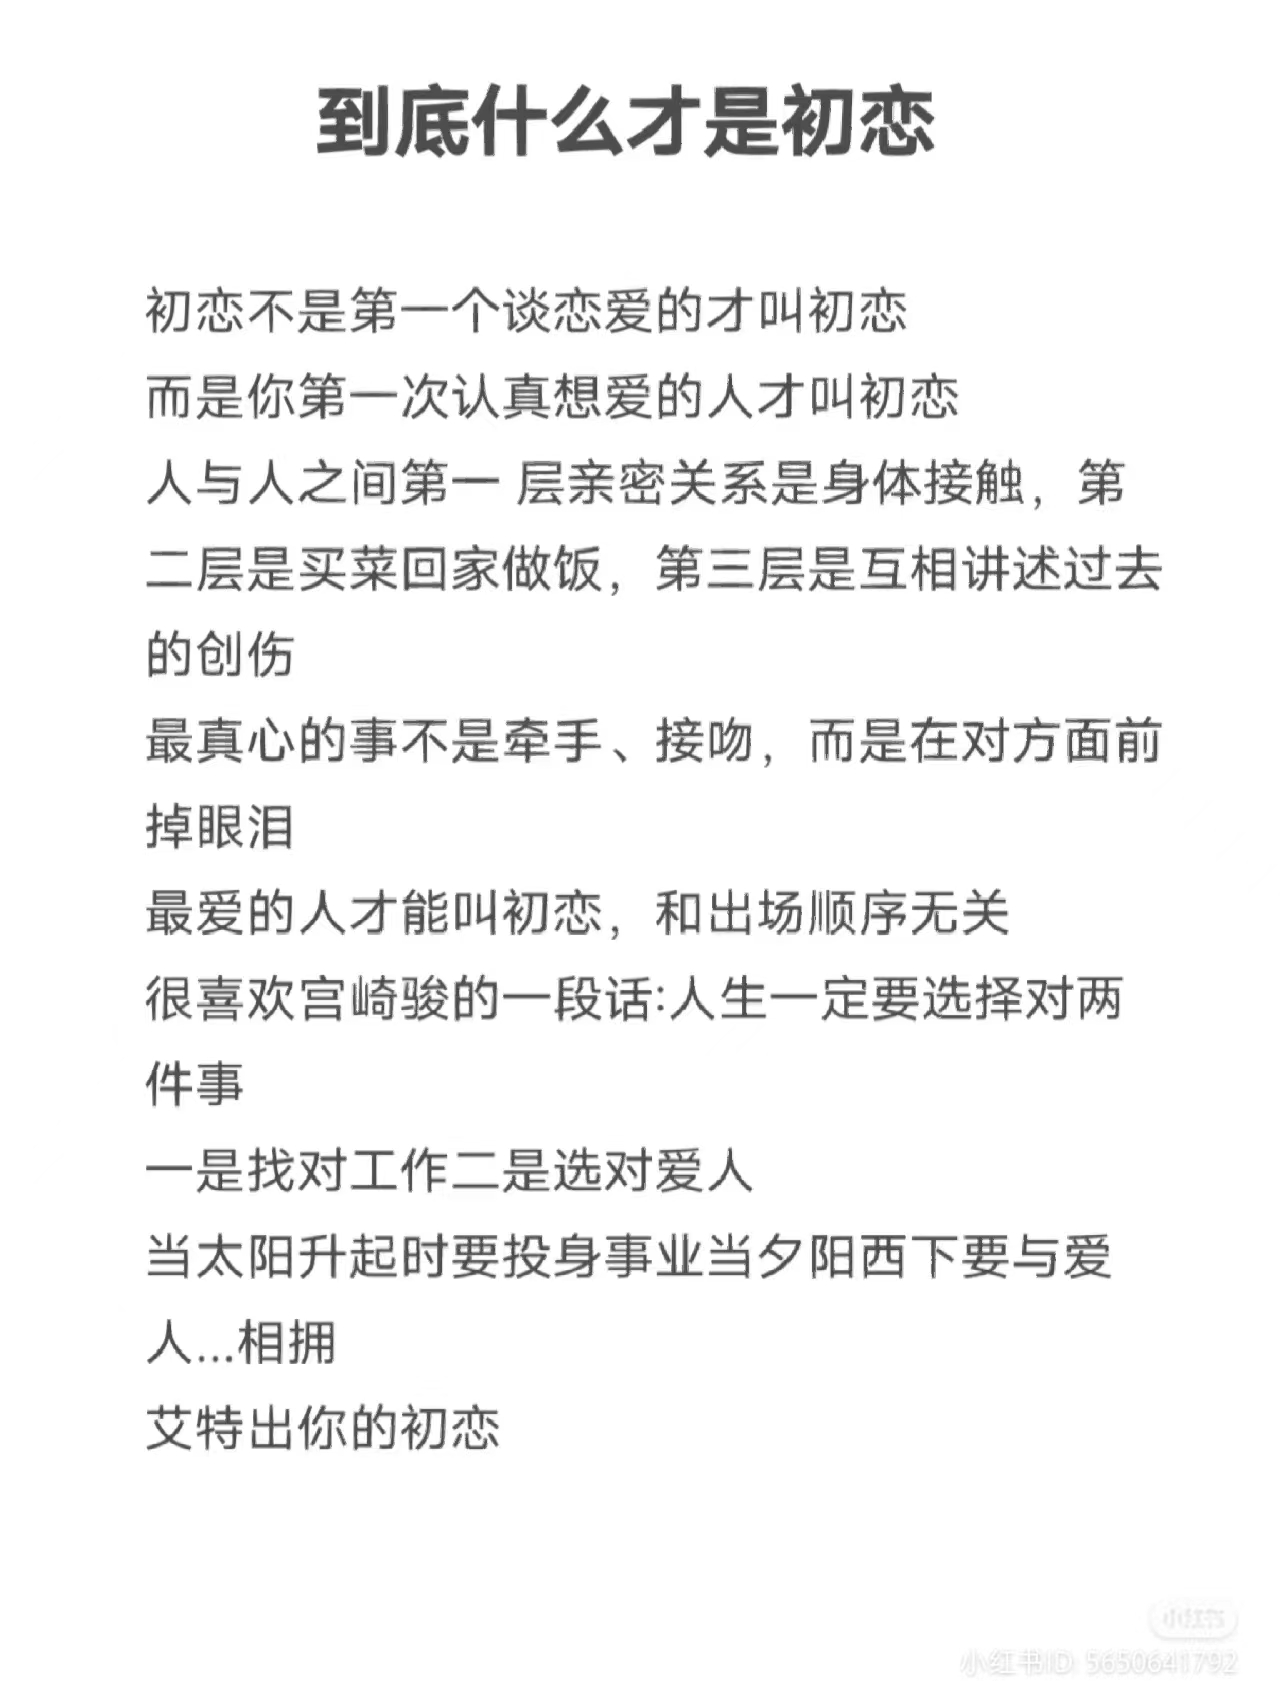 到底什么才是初恋
初恋不是第一个谈恋爱的才叫初恋
而是你第一次认真想爱的人才叫初恋
人与人之间第一 层亲密关系是身体接触，第
二层是买菜回家做饭，第三层是互相讲述过去
的创伤
最真心的事不是牵手、接吻，而是在对方面前
掉眼泪
最爱的人才能叫初恋，和出场顺序无关
很喜欢宫崎骏的一段话:人生一定要选择对两
件事
一是找对工作二是选对爱人
当太阳升起时要投身事业当夕阳西下要与爱
人...相拥
艾特出你的初恋
小红书
小红书ID: 5650641792